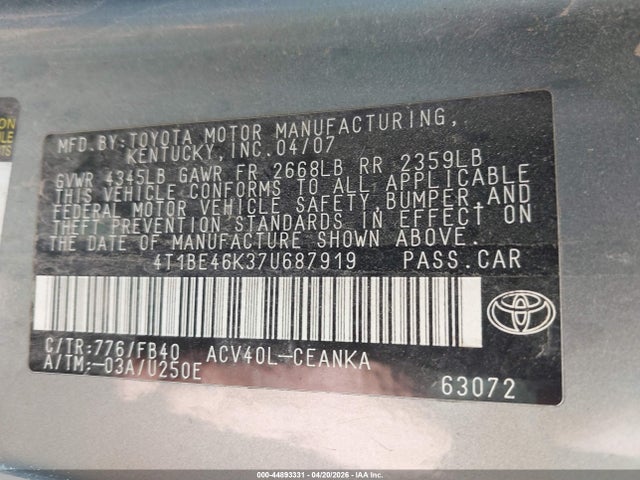 ON
LE
TS
MFD.BY:TOYOTA MOTOR MANUFACTURING,
KENTUCKY,INC.04/07
GVWR 4345LB GAWR FR 2668LB RR 2359LB
THIS VEHICLE CONFORMS TO ALL APPLICABLE
FEDERAL MOTOR VEHICLE SAFETY,BUMPER,AND
THEFT PREVENTION STANDARDS IN EFFECT ON
THE DATE OF MANUFACTURE SHOWN ABOVE.
4T1BE46K37U687919 PASS.CAR
C/TR:776/FB40 ACV40L-CEANKA
A/TM:-03A/U250E
63072
000-44893331 - 04/20/2026 - IAA Inc.